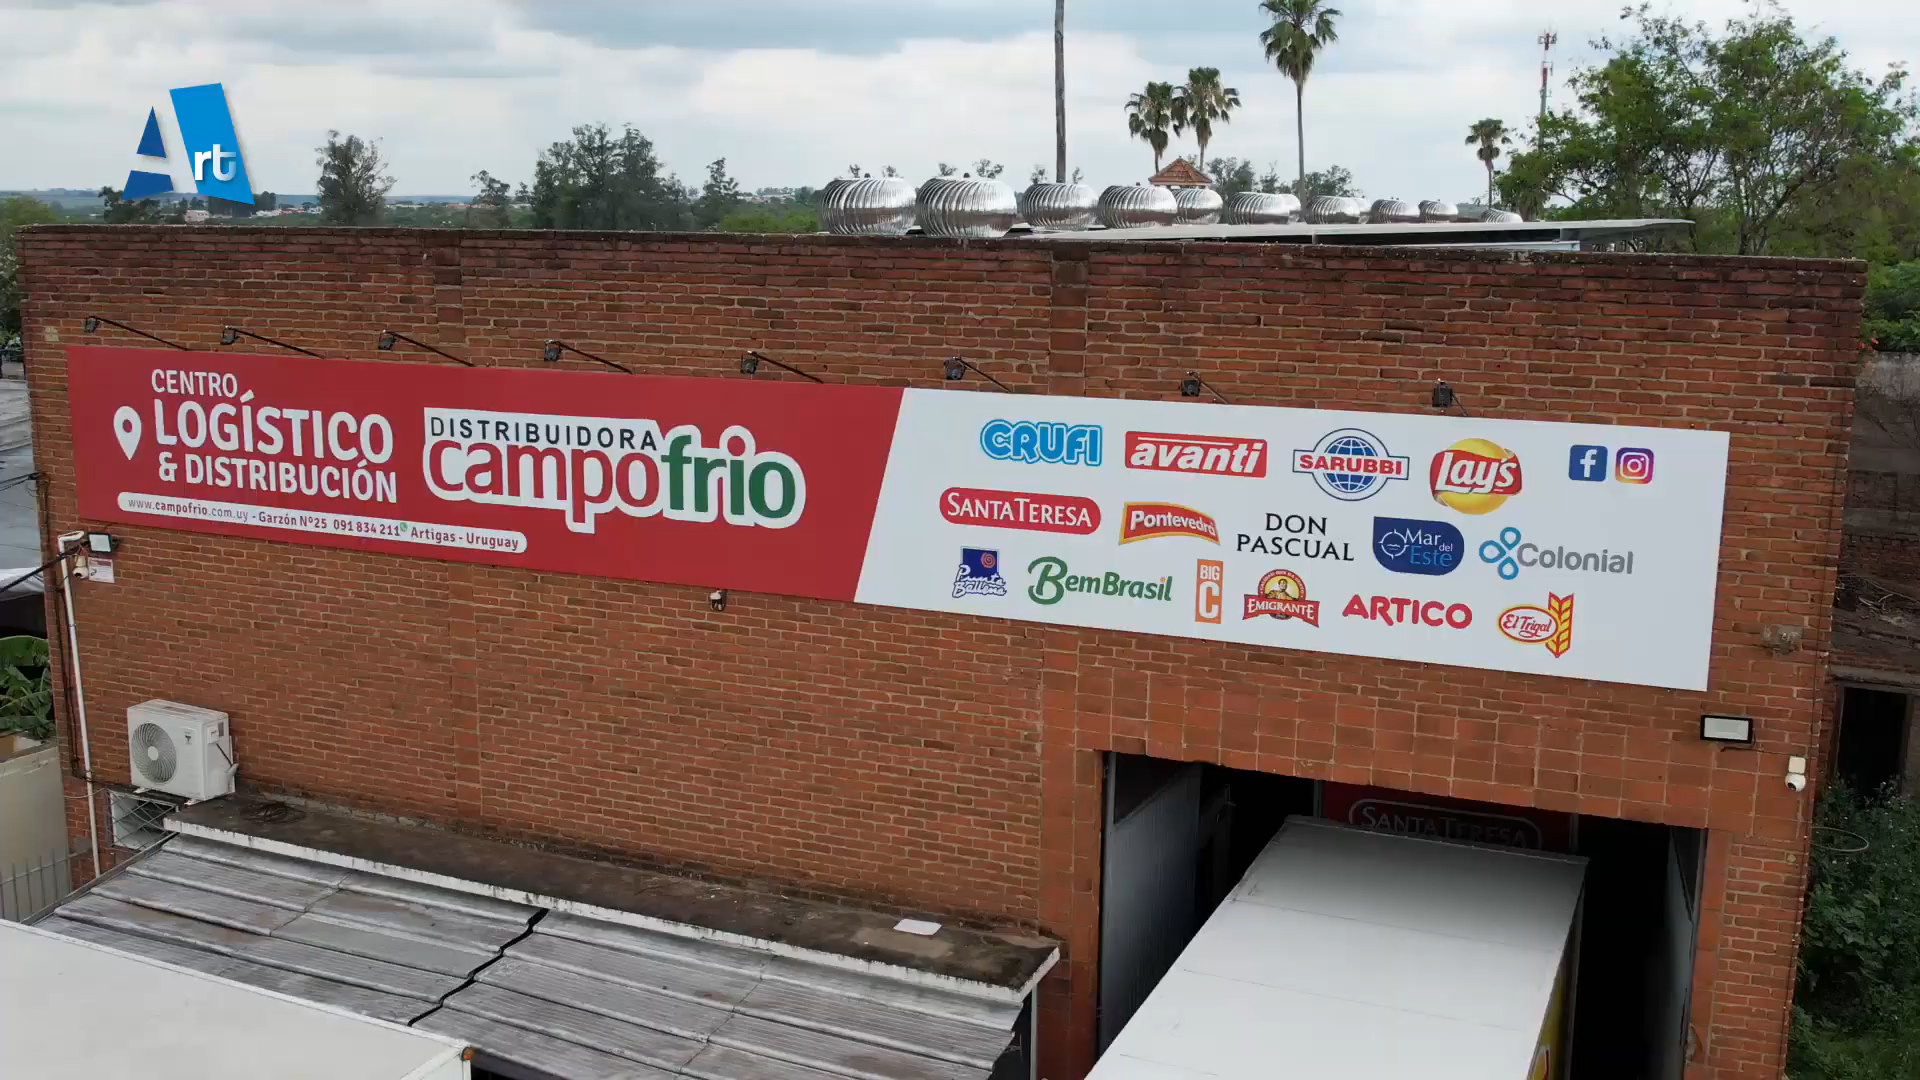 Art
CENTRO
LOGÍSTICO
& DISTRIBUCIÓN
DISTRIBUIDORA
campofrio
www.campofrio.com.uy - Garzón Nº25 091 834 211 Artigas - Uruguay
CRUFI
avanti
SARUBBI
Lay's
SANTA TERESA
Pontevedra
DON
PASCUAL
Mar del
Este
Colonial
Punta
Ballena
BemBrasil
BIG
C
EMIGRANTE
ARTICO
El Trigal
SANTA TERESA